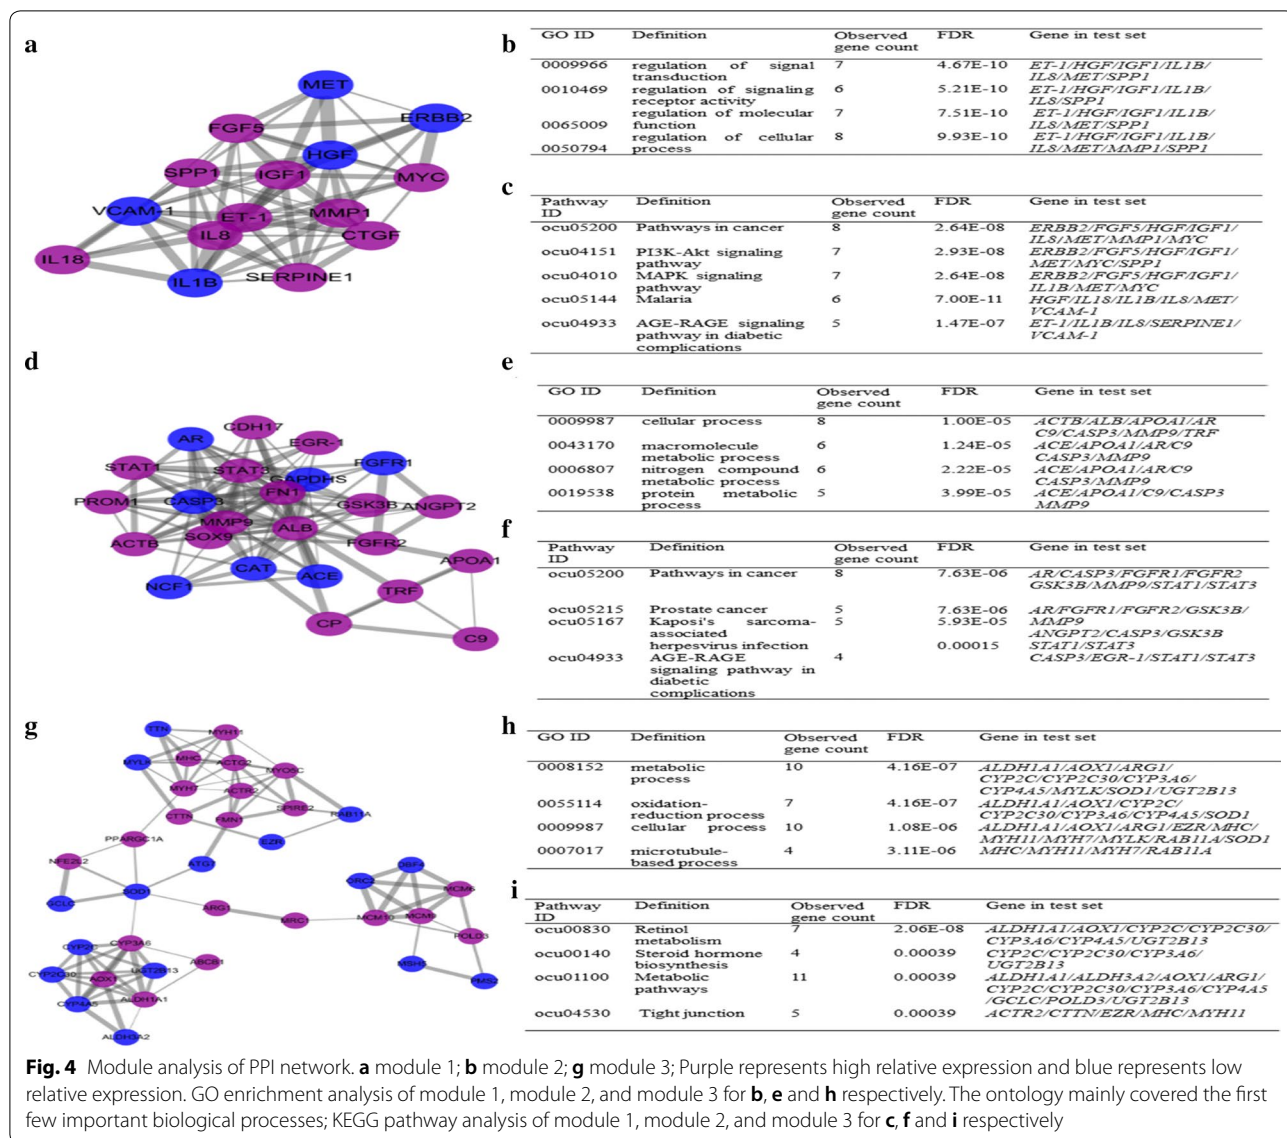 a
MET
ERBB2
FGF5
HGF
SPP1
IGF1
MYC
VCAM-1
ET-1
MMP1
IL8
CTGF
IL18
IL1B
SERPINE1
b
GO ID Definition Observed gene count FDR Gene in test set
0009966 regulation of signal transduction 7 4.67E-10 ET-1/HGF/IGF1/IL1B/
IL8/MET/SPP1
0010469 regulation of signaling receptor activity 6 5.21E-10 ET-1/HGF/IGF1/IL1B/
IL8/SPP1
0065009 regulation of molecular function 7 7.51E-10 ET-1/HGF/IGF1/IL1B/
IL8/MET/SPP1
0050794 regulation of cellular process 8 9.93E-10 ET-1/HGF/IGF1/IL1B/
IL8/MET/MMP1/SPP1
c
Pathway ID Definition Observed gene count FDR Gene in test set
ocu05200 Pathways in cancer 8 2.64E-08 ERBB2/FGF5/HGF/IGF1/
IL8/MET/MMP1/MYC
ocu04151 PI3K-Akt signaling pathway 7 2.93E-08 ERBB2/FGF5/HGF/IGF1/
MET/MYC/SPP1
ocu04010 MAPK signaling pathway 7 2.64E-08 ERBB2/FGF5/HGF/IGF1/
IL1B/MET/MYC
ocu05144 Malaria 6 7.00E-11 HGF/IL18/IL1B/IL8/MET/
VCAM-1
ocu04933 AGE-RAGE signaling pathway in diabetic complications 5 1.47E-07 ET-1/IL1B/IL8/SERPINE1/
VCAM-1
d
CDH17
AR
EGR-1
STAT1
STAT3
FGFR1
GAPDHS
PROM1
CASP3
FN1
GSK3B
ANGPT2
MMP9
ALB
ACTB
SOX9
FGFR2
APOA1
NCF1
CAT
ACE
TRF
CP
C9
e
GO ID Definition Observed gene count FDR Gene in test set
0009987 cellular process 8 1.00E-05 ACTB/ALB/APOA1/AR
C9/CASP3/MMP9/TRF
0043170 macromolecule metabolic process 6 1.24E-05 ACE/APOA1/AR/C9
CASP3/MMP9
0006807 nitrogen compound metabolic process 6 2.22E-05 ACE/APOA1/AR/C9
CASP3/MMP9
0019538 protein metabolic process 5 3.99E-05 ACE/APOA1/C9/CASP3
MMP9
f
Pathway ID Definition Observed gene count FDR Gene in test set
ocu05200 Pathways in cancer 8 7.63E-06 AR/CASP3/FGFR1/FGFR2
GSK3B/MMP9/STAT1/STAT3
ocu05215 Prostate cancer 5 7.63E-06 AR/FGFR1/FGFR2/GSK3B/
ocu05167 Kaposi's sarcoma- 5 5.93E-05 MMP9
associated ANGPT2/CASP3/GSK3B
herpesvirus infection 0.00015 STAT1/STAT3
ocu04933 AGE-RAGE 4 CASP3/EGR-1/STAT1/STAT3
signaling pathway in
diabetic
complications
g
TTN
MYH11
MYLK
MHC
ACTG2
MYO5C
MYH7
ACTR2
SPIRE2
RAB11A
CTTN
FMN1
EZR
PPARGC1A
NFE2L2
ATG7
GCLC
SOD1
ARG1
MRC1
ORC2
DBF4
MCM6
MCM10
POLD3
MSH5
PMS2
CYP2C
CYP3A6
CYP2C30
AOX1
UGT2B13
ABCB1
CYP4A5
ALDH1A1
ALDH3A2
h
GO ID Definition Observed gene count FDR Gene in test set
0008152 metabolic process 10 4.16E-07 ALDH1A1/AOX1/ARG1/
CYP2C/CYP2C30/CYP3A6/
CYP4A5/MYLK/SOD1/UGT2B13
0055114 oxidation-reduction process 7 4.16E-07 ALDH1A1/AOX1/CYP2C/
CYP2C30/CYP3A6/CYP4A5/SOD1
0009987 cellular process 10 1.08E-06 ALDH1A1/AOX1/ARG1/EZR/MHC/
MYH11/MYH7/MYLK/RAB11A/SOD1
0007017 microtubule-based process 4 3.11E-06 MHC/MYH11/MYH7/RAB11A
i
Pathway ID Definition Observed gene count FDR Gene in test set
ocu00830 Retinol metabolism 7 2.06E-08 ALDH1A1/AOX1/CYP2C/CYP2C30/
CYP3A6/CYP4A5/UGT2B13
ocu00140 Steroid hormone biosynthesis 4 0.00039 CYP2C/CYP2C30/CYP3A6/
UGT2B13
ocu01100 Metabolic pathways 11 0.00039 ALDH1A1/ALDH3A2/AOX1/ARG1/
CYP2C/CYP2C30/CYP3A6/CYP4A5
/GCLC/POLD3/UGT2B13
ocu04530 Tight junction 5 0.00039 ACTR2/CTTN/EZR/MHC/MYH11
Fig. 4 Module analysis of PPI network. a module 1; b module 2; g module 3; Purple represents high relative expression and blue represents low
relative expression. GO enrichment analysis of module 1, module 2, and module 3 for b, e and h respectively. The ontology mainly covered the first
few important biological processes; KEGG pathway analysis of module 1, module 2, and module 3 for c, f and i respectively